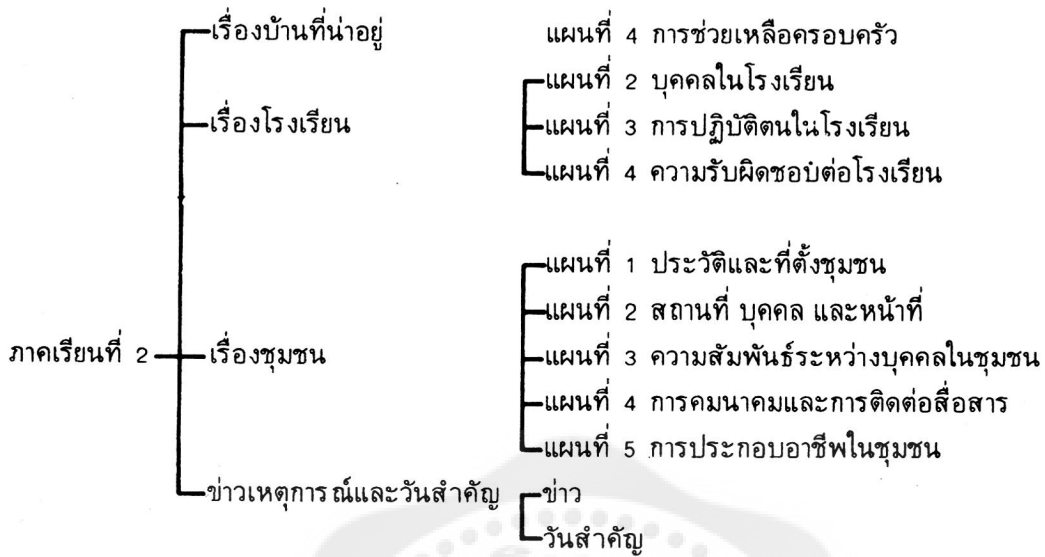 เรื่องบ้านที่น่าอยู่ แผนที่ 4 การช่วยเหลือครอบครัว
แผนที่ 2 บุคคลในโรงเรียน
เรื่องโรงเรียน แผนที่ 3 การปฏิบัติตนในโรงเรียน
แผนที่ 4 ความรับผิดชอบต่อโรงเรียน
แผนที่ 1 ประวัติและที่ตั้งชุมชน
แผนที่ 2 สถานที่ บุคคล และหน้าที่
ภาคเรียนที่ 2 เรื่องชุมชน แผนที่ 3 ความสัมพันธ์ระหว่างบุคคลในชุมชน
แผนที่ 4 การคมนาคมและการติดต่อสื่อสาร
แผนที่ 5 การประกอบอาชีพในชุมชน
ข่าวเหตุการณ์และวันสำคัญ ข่าว
วันสำคัญ